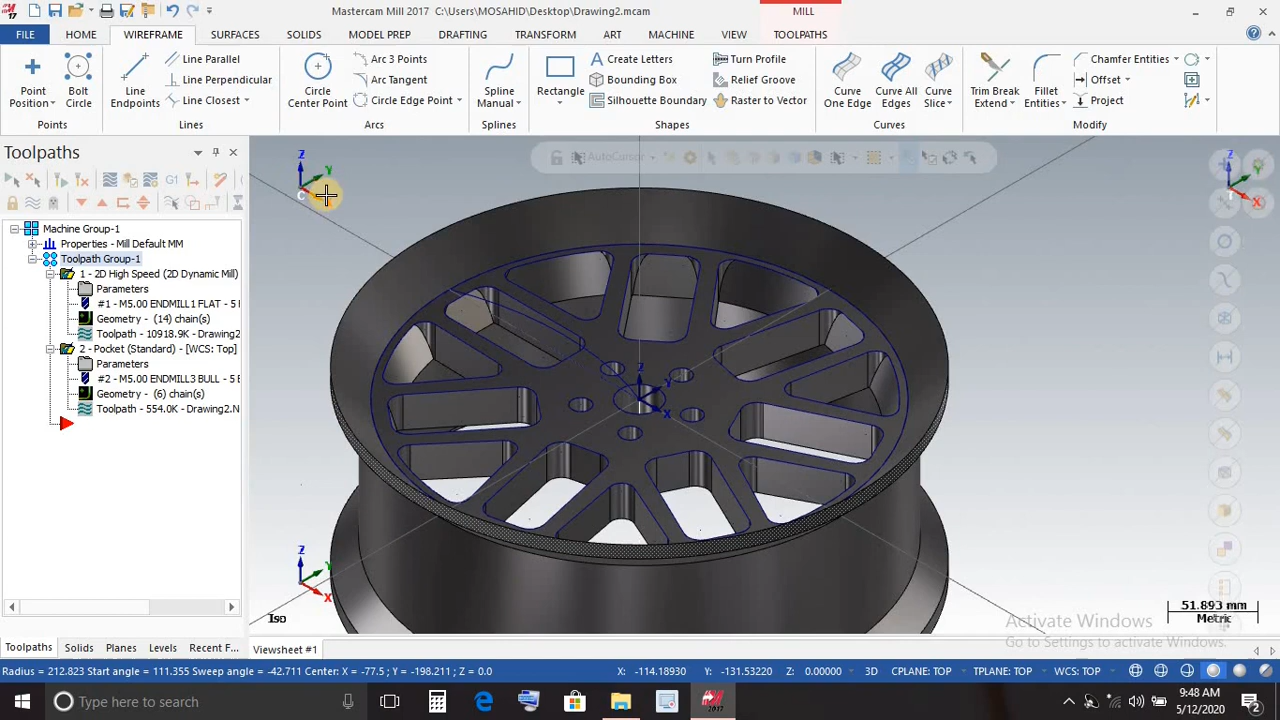 Mastercam Mill 2017 C:\Users\MOSAHID\Desktop\Drawing2.mcam
MILL
FILE HOME WIREFRAME SURFACES SOLIDS MODEL PREP DRAFTING TRANSFORM ART MACHINE VIEW TOOLPATHS
Point Position
Bolt Circle
Points
Line Endpoints
Line Parallel
Line Perpendicular
Line Closest
Lines
Circle Center Point
Arc 3 Points
Arc Tangent
Circle Edge Point
Arcs
Spline Manual
Splines
Rectangle
Create Letters
Bounding Box
Silhouette Boundary
Turn Profile
Relief Groove
Raster to Vector
Shapes
Curve One Edge
Curve All Edges
Curve Slice
Curves
Trim Break Extend
Fillet Entities
Chamfer Entities
Offset
Project
Modify
Toolpaths
G1
Machine Group-1
Properties - Mill Default MM
Toolpath Group-1
1 - 2D High Speed (2D Dynamic Mill)
Parameters
#1 - M5.00 ENDMILL1 FLAT - 5
Geometry - (14) chain(s)
Toolpath - 10918.9K - Drawing2
2 - Pocket (Standard) - [WCS: Top]
Parameters
#2 - M5.00 ENDMILL3 BULL - 5
Geometry - (6) chain(s)
Toolpath - 554.0K - Drawing2.N
AutoCursor
Z
Y
C
Z
Y
T
X
Z
Y
X
Z
Y
X
Iso
51.893 mm
Metric
Activate Windows
Go to Settings to activate Windows.
Toolpaths Solids Planes Levels Recent F...
Viewsheet #1
Radius = 212.823 Start angle = 111.355 Sweep angle = -42.711 Center: X = -77.5 ; Y = -198.211; Z = 0.0
X: -114.18930 Y: -131.53220 Z: 0.00000 3D CPLANE: TOP TPLANE: TOP WCS: TOP
Type here to search
9:48 AM
5/12/2020
2